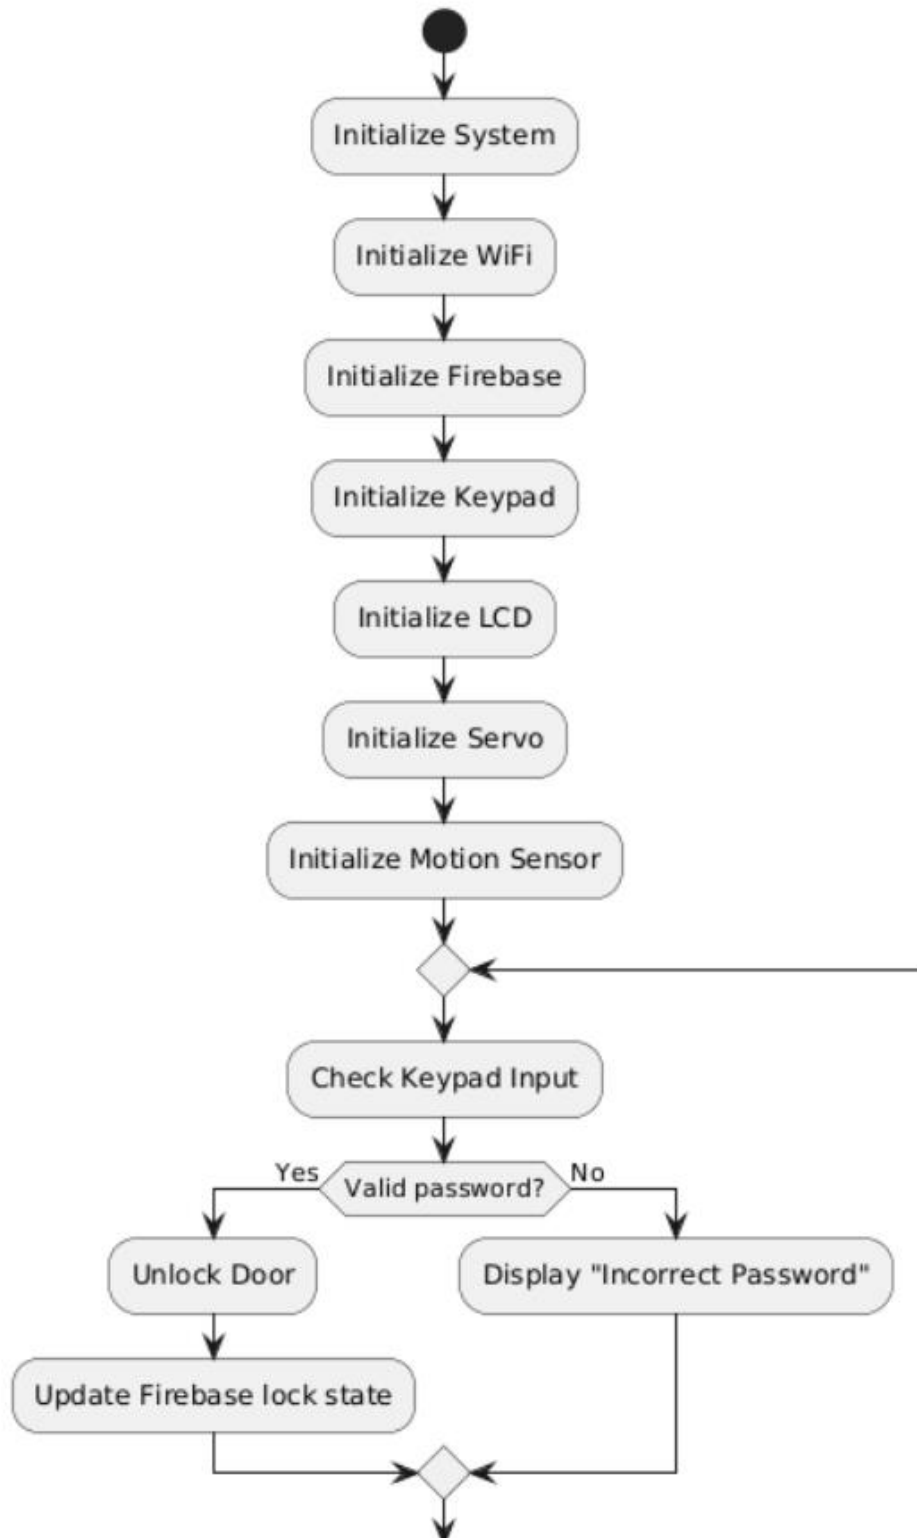 Initialize System
Initialize WiFi
Initialize Firebase
Initialize Keypad
Initialize LCD
Initialize Servo
Initialize Motion Sensor
Check Keypad Input
Yes
Valid password?
No
Unlock Door
Display "Incorrect Password"
Update Firebase lock state